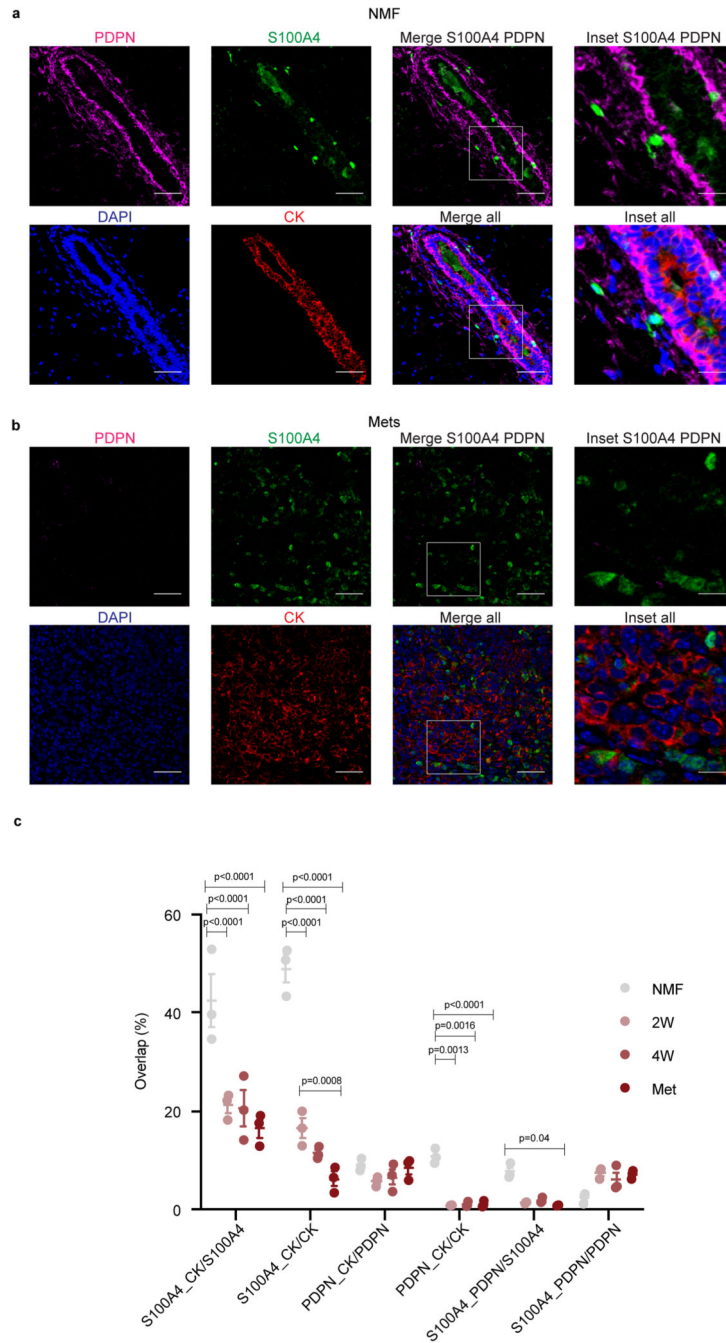 a
NMF
PDPN S100A4 Merge S100A4 PDPN Inset S100A4 PDPN
DAPI CK Merge all Inset all
b
Mets
PDPN S100A4 Merge S100A4 PDPN Inset S100A4 PDPN
DAPI CK Merge all Inset all
c
p<0.0001 p<0.0001
p<0.0001 p<0.0001
p<0.0001 p<0.0001
60
NMF
2W
4W
Met
p<0.0001
p=0.0016
p=0.0013
40
Overlap (%)
p=0.0008
p=0.04
20
0
S100A4_CK/S100A4
S100A4_CK/CK
PDPN_CK/PDPN
PDPN_CK/CK
S100A4_PDPN/S100A4
S100A4_PDPN/PDPN